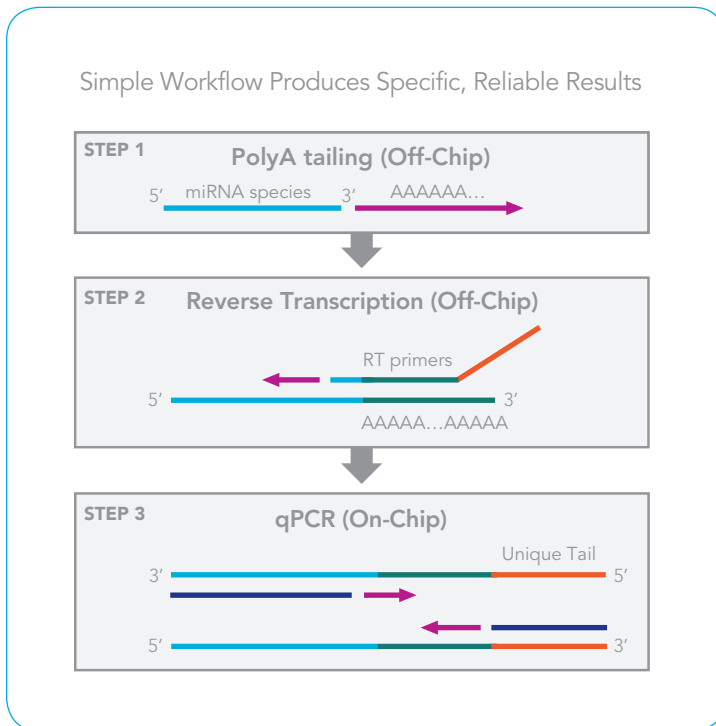 Simple Workflow Produces Specific, Reliable Results
STEP 1
PolyA tailing (Off-Chip)
5’ miRNA species 3’ AAAAAA…
STEP 2
Reverse Transcription (Off-Chip)
RT primers
5’ 3’
AAAAA…AAAAA
STEP 3
qPCR (On-Chip)
Unique Tail
3’ 5’
5’ 3’